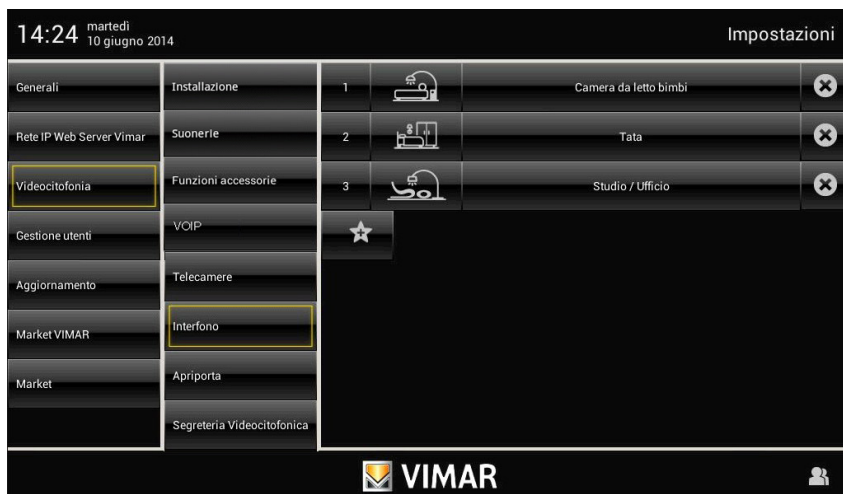 14:24 martedì
10 giugno 2014
Impostazioni
Generali
Rete IP Web Server Vimar
Videocitofonia
Gestione utenti
Aggiornamento
Market VIMAR
Market
Installazione
Suonerie
Funzioni accessorie
VOIP
Telecamere
Interfono
Apriporta
Segreteria Videocitofonica
1 Camera da letto bimbi
2 Tata
3 Studio / Ufficio
VIMAR